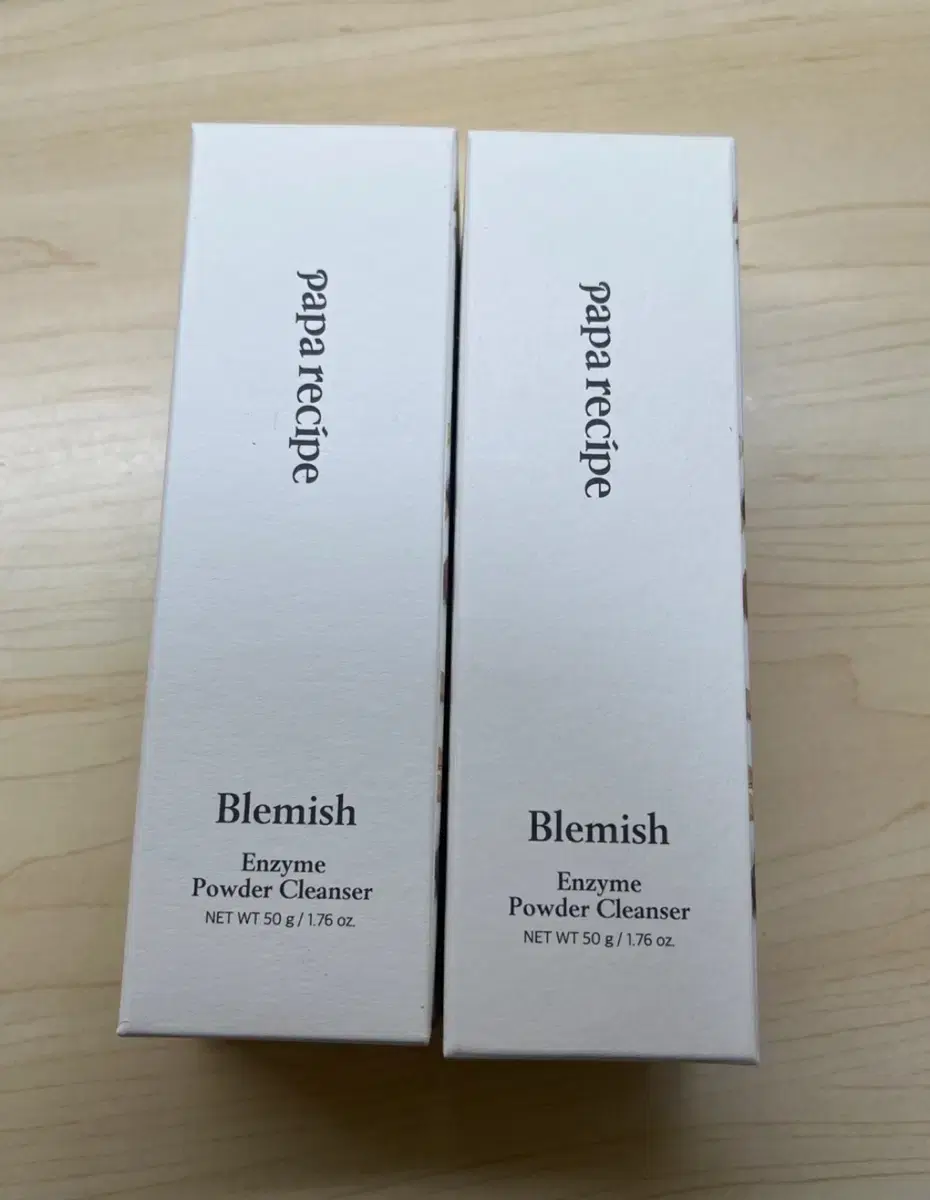 papa recipe
Blemish
Enzyme
Powder Cleanser
NET WT 50 g / 1.76 oz.
papa recipe
Blemish
Enzyme
Powder Cleanser
NET WT 50 g / 1.76 oz.